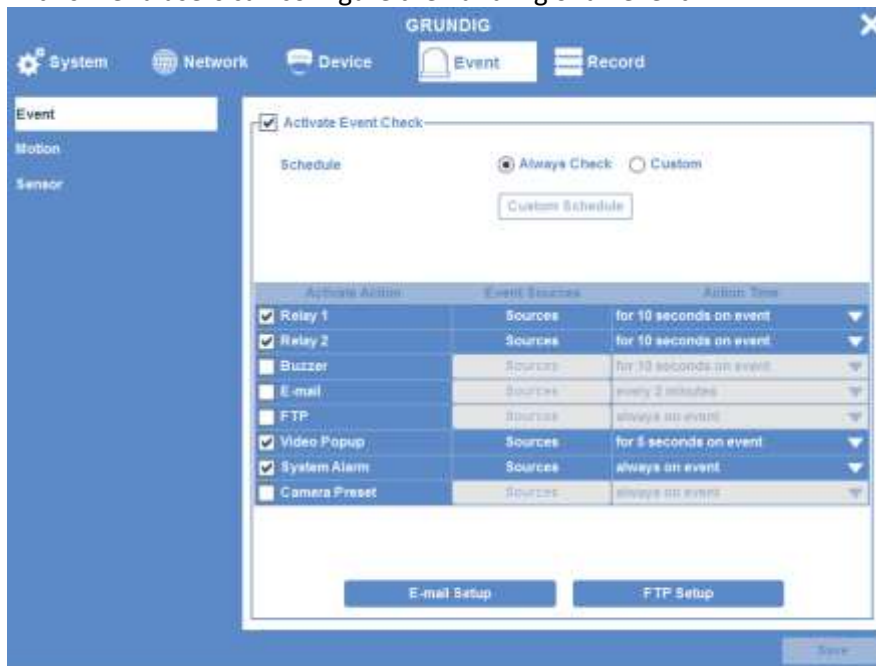 GRUNDIG
System Network Device Event Record
Event
Motion
Sensor
Activate Event Check
Schedule Always Check Custom
Custom Schedule
Activate Action Event Sources Action Time
Relay 1 Sources for 10 seconds on event
Relay 2 Sources for 10 seconds on event
Buzzer Sources for 10 seconds on event
E-mail Sources every 2 minutes
FTP Sources always on event
Video Popup Sources for 5 seconds on event
System Alarm Sources always on event
Camera Preset Sources always on event
E-mail Setup FTP Setup
Save